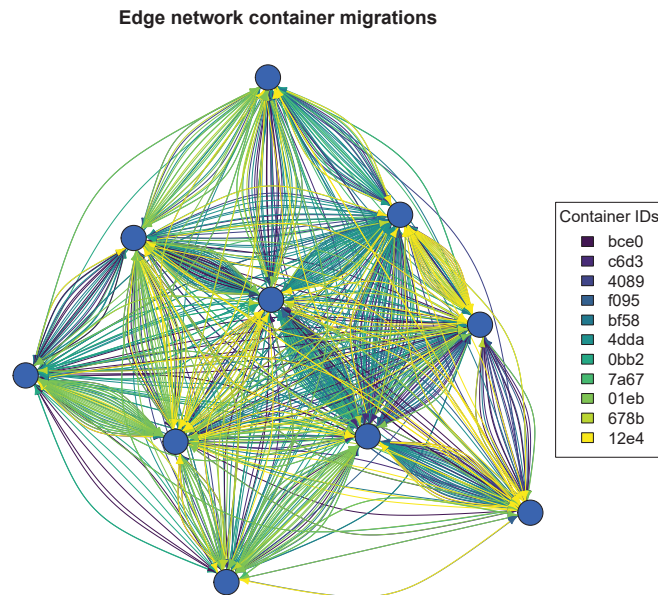 Edge network container migrations
Container IDs
bce0
c6d3
4089
f095
bf58
4dda
0bb2
7a67
01eb
678b
12e4